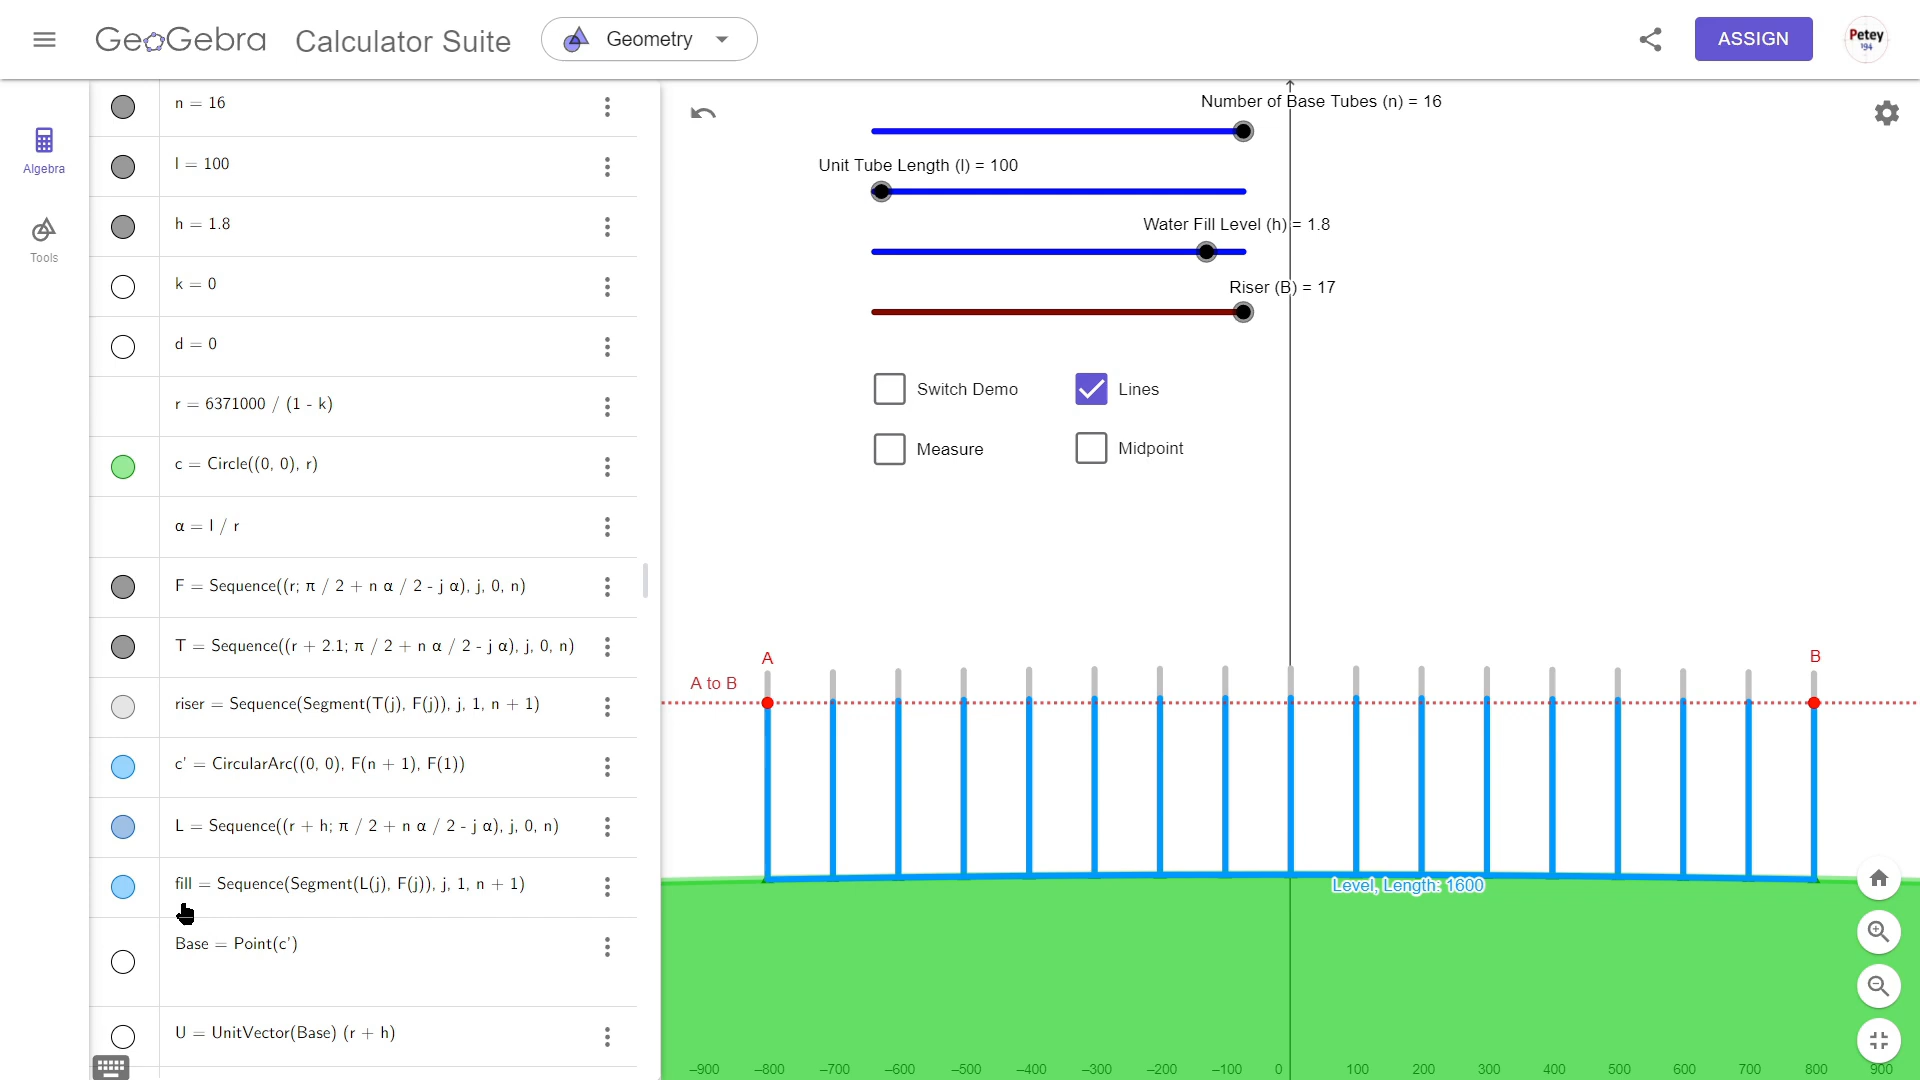 GeoGebra Calculator Suite Geometry ASSIGN Petey 194
Algebra
Tools
n = 16
l = 100
h = 1.8
k = 0
d = 0
r = 6371000 / (1 - k)
c = Circle((0, 0), r)
α = l / r
F = Sequence((r; π / 2 + n α / 2 - j α), j, 0, n)
T = Sequence((r + 2.1; π / 2 + n α / 2 - j α), j, 0, n)
riser = Sequence(Segment(T(j), F(j)), j, 1, n + 1)
c' = CircularArc((0, 0), F(n + 1), F(1))
L = Sequence((r + h; π / 2 + n α / 2 - j α), j, 0, n)
fill = Sequence(Segment(L(j), F(j)), j, 1, n + 1)
Base = Point(c')
U = UnitVector(Base) (r + h)
Number of Base Tubes (n) = 16
Unit Tube Length (l) = 100
Water Fill Level (h) = 1.8
Riser (B) = 17
Switch Demo Lines
Measure Midpoint
A B
A to B
Level, Length: 1600
–900 –800 –700 –600 –500 –400 –300 –200 –100 0 100 200 300 400 500 600 700 800 900